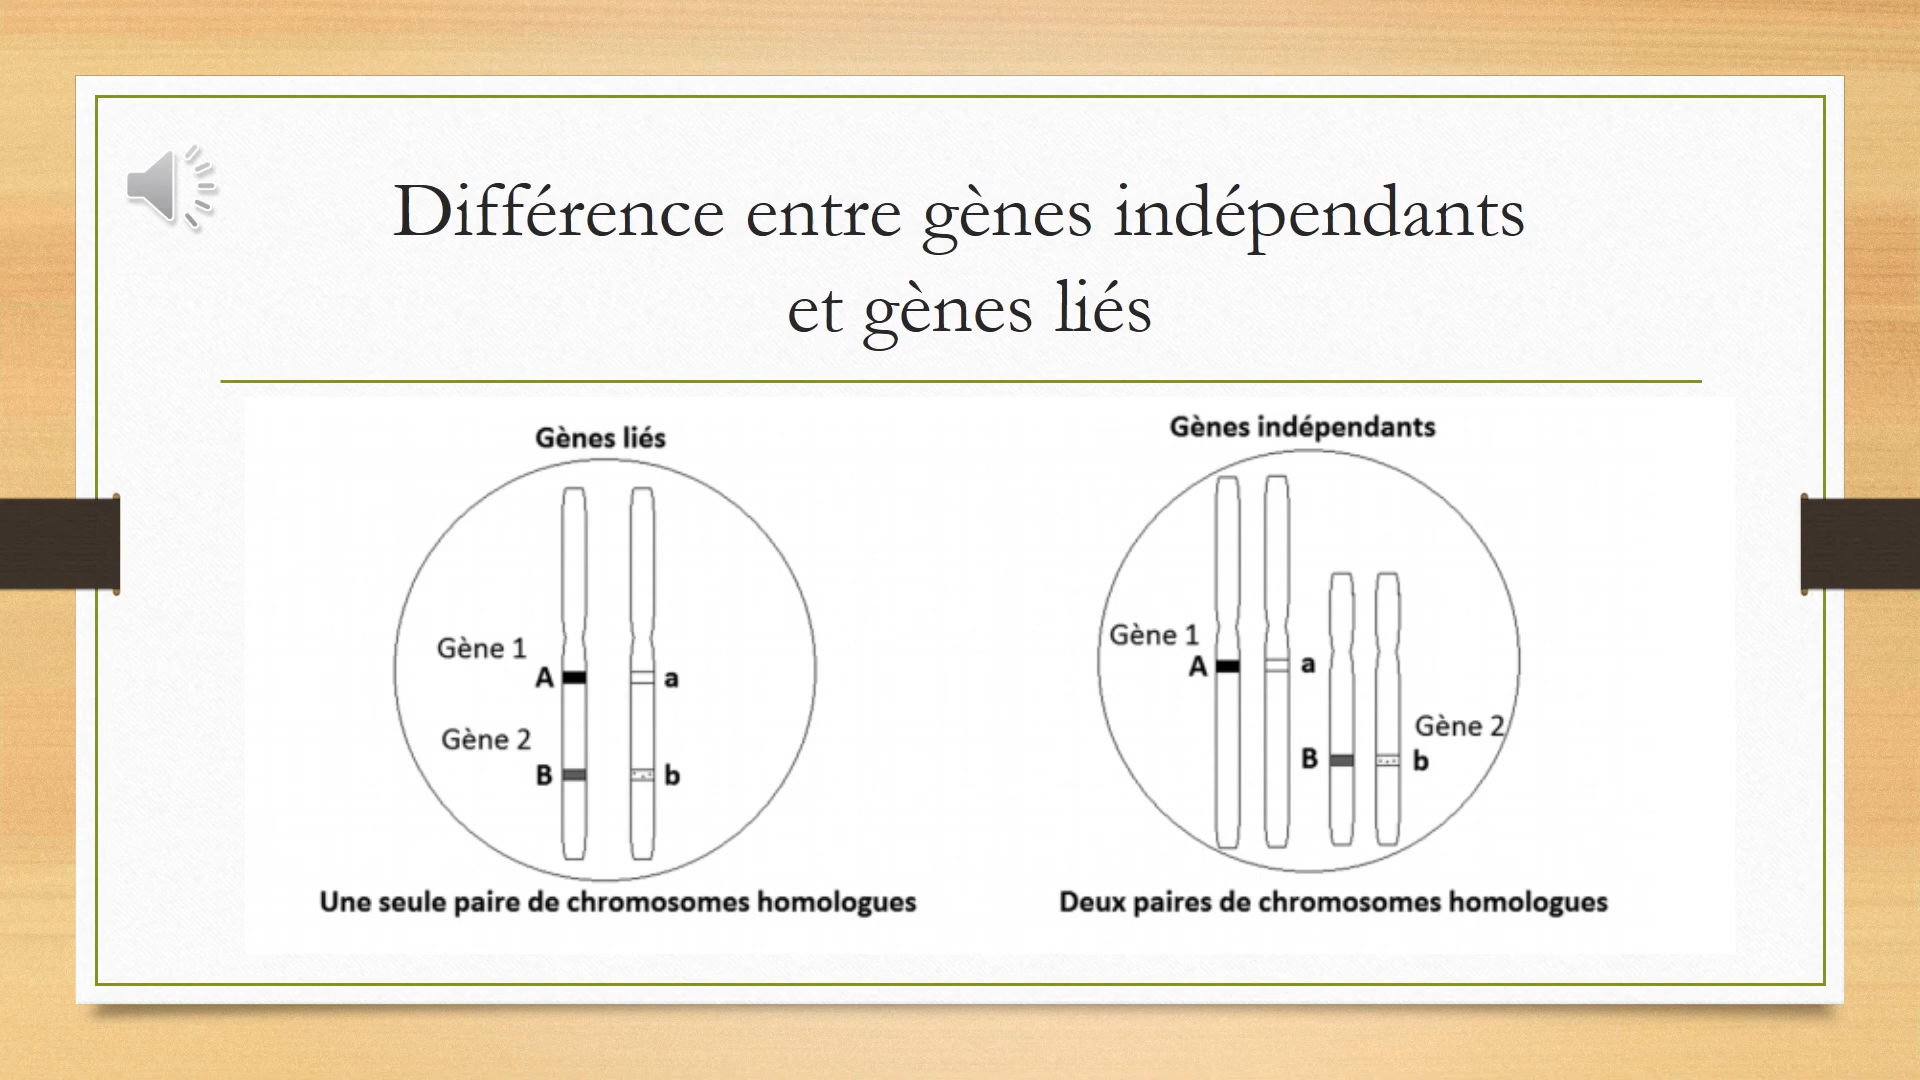 Différence entre gènes indépendants
et gènes liés
Gènes liés
Gène 1
A
a
Gène 2
B
b
Une seule paire de chromosomes homologues
Gènes indépendants
Gène 1
A
a
Gène 2
B
b
Deux paires de chromosomes homologues